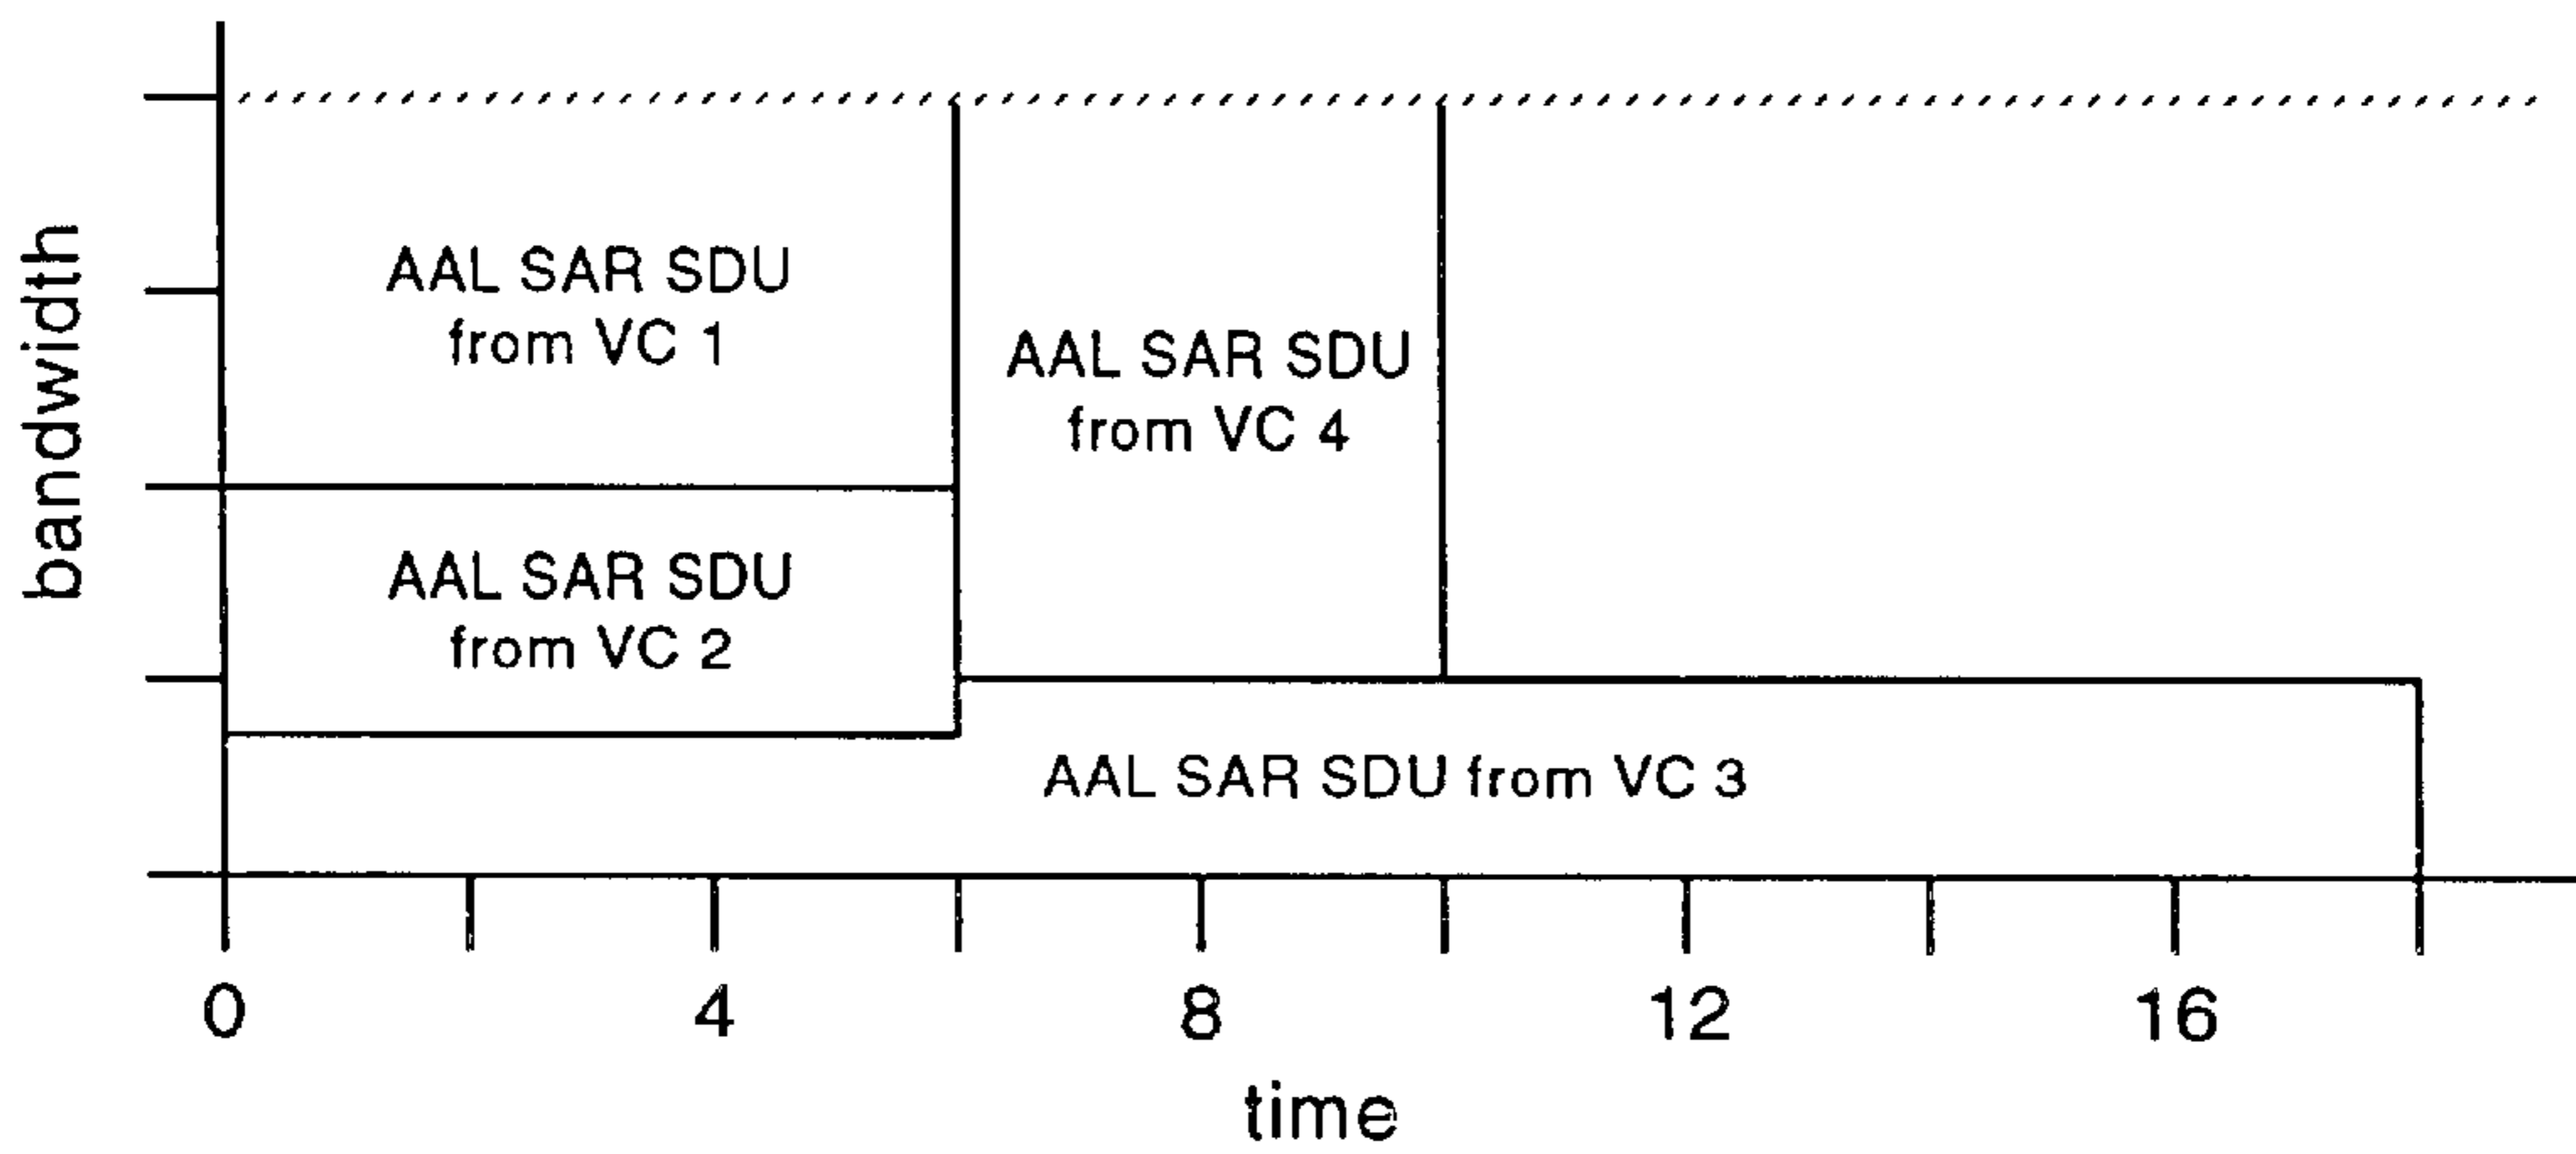 bandwidth
AAL SAR SDU
from VC 1
AAL SAR SDU
from VC 4
AAL SAR SDU
from VC 2
AAL SAR SDU from VC 3
0 4 8 12 16
time